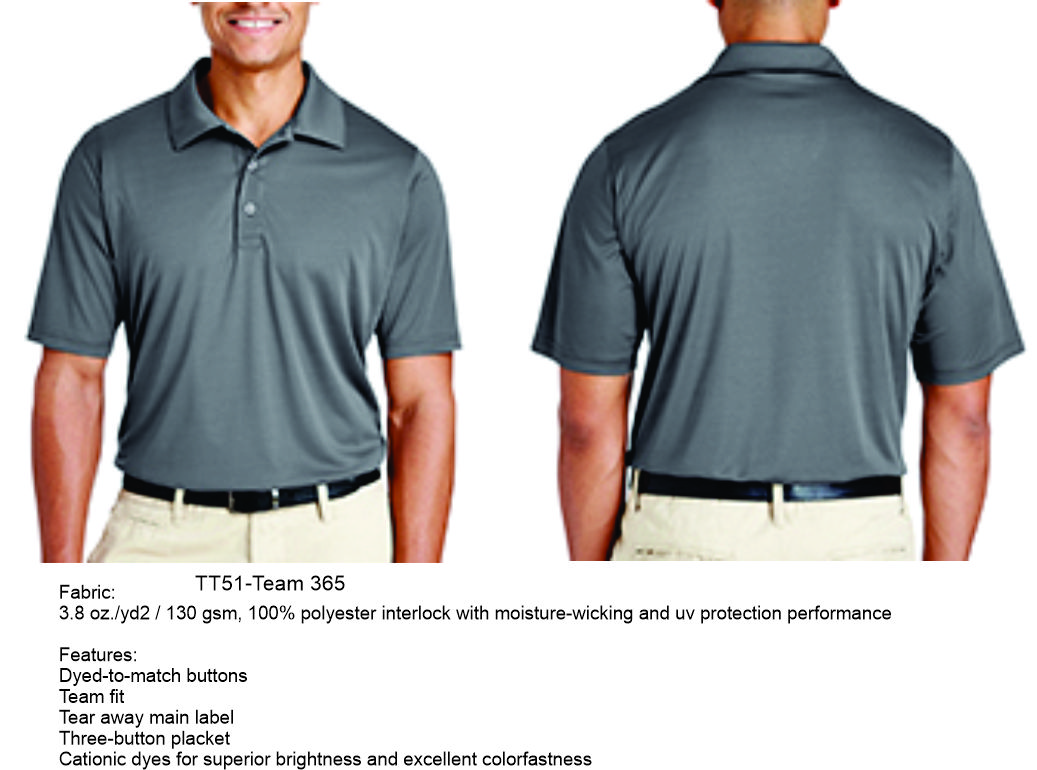 TT51-Team 365
Fabric:
3.8 oz./yd2 / 130 gsm, 100% polyester interlock with moisture-wicking and uv protection performance
Features:
Dyed-to-match buttons
Team fit
Tear away main label
Three-button placket
Cationic dyes for superior brightness and excellent colorfastness